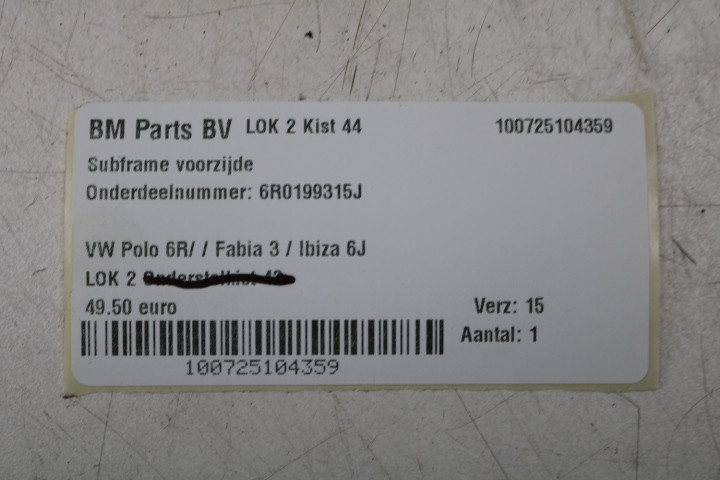 BM Parts BV LOK 2 Kist 44 100725104359
Subframe voorzijde
Onderdeelnummer: 6R0199315J
VW Polo 6R/ / Fabia 3 / Ibiza 6J
LOK 2
49.50 euro Verz: 15
Aantal: 1
100725104359